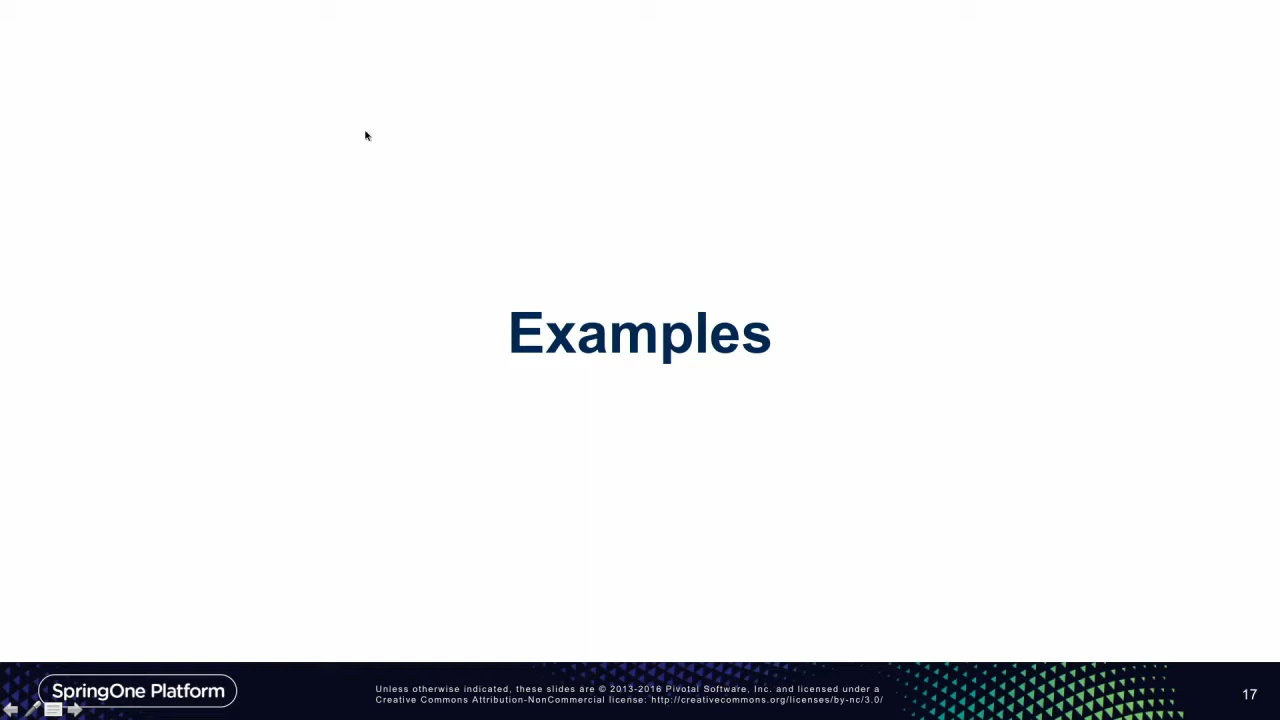 Examples
SpringOne Platform
Unless otherwise indicated, these slides are © 2013-2016 Pivotal Software, Inc. and licensed under a
Creative Commons Attribution-NonCommercial license: http://creativecommons.org/licenses/by-nc/3.0/
17